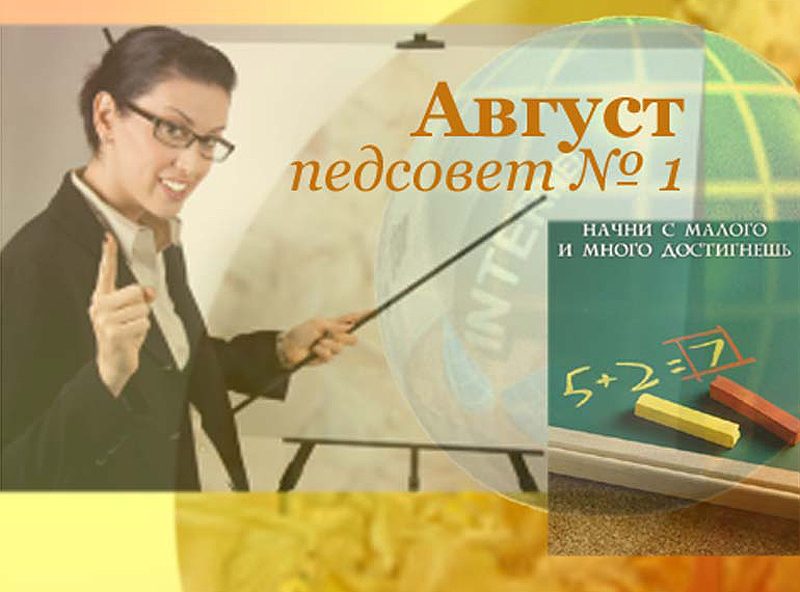 Август
педсовет № 1
НАЧНИ С МАЛОГО
И МНОГО ДОСТИГНЕШЬ
5+2=7